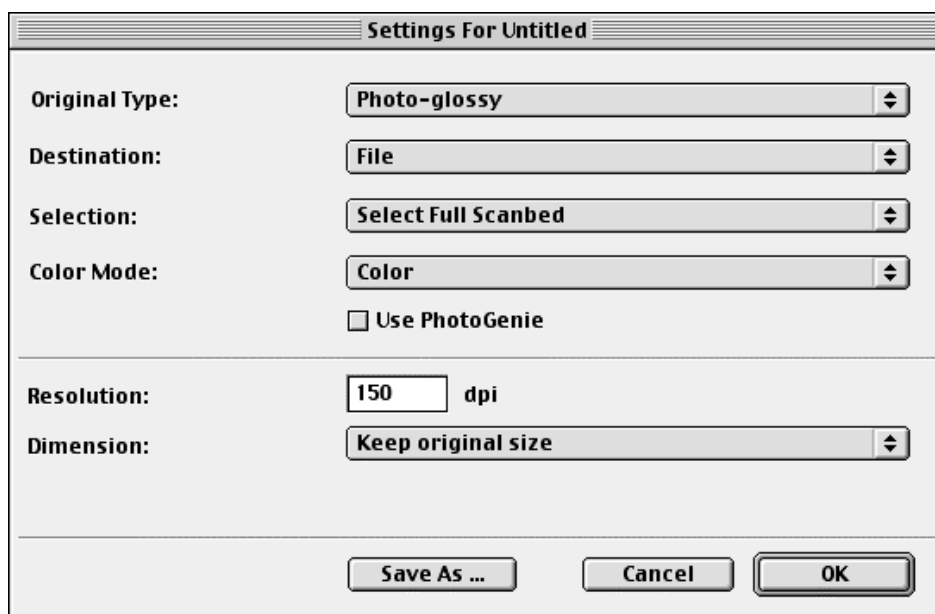 Settings For Untitled
Original Type: Photo-glossy
Destination: File
Selection: Select Full Scanbed
Color Mode: Color
Use PhotoGenie
Resolution: 150 dpi
Dimension: Keep original size
Save As ... Cancel OK